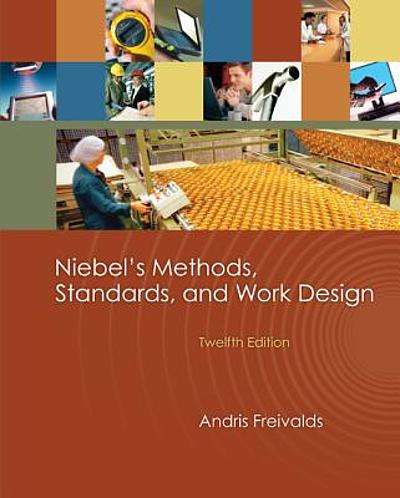 Niebel's Methods,
Standards, and Work Design
Twelfth Edition
Andris Freivalds